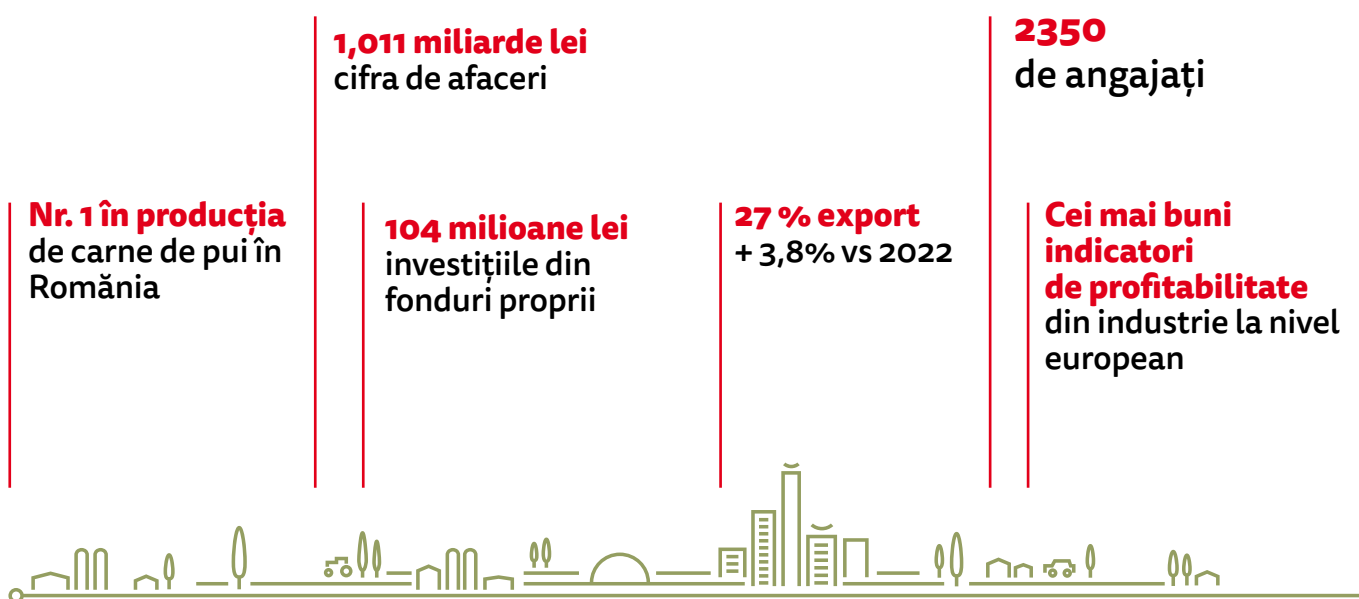 1,011 miliarde lei
cifra de afaceri
2350
de angajați
Nr. 1 în producția
de carne de pui în
Romănia
104 milioane lei
investițiile din
fonduri proprii
27 % export
+ 3,8% vs 2022
Cei mai buni
indicatori
de profitabilitate
din industrie la nivel
european